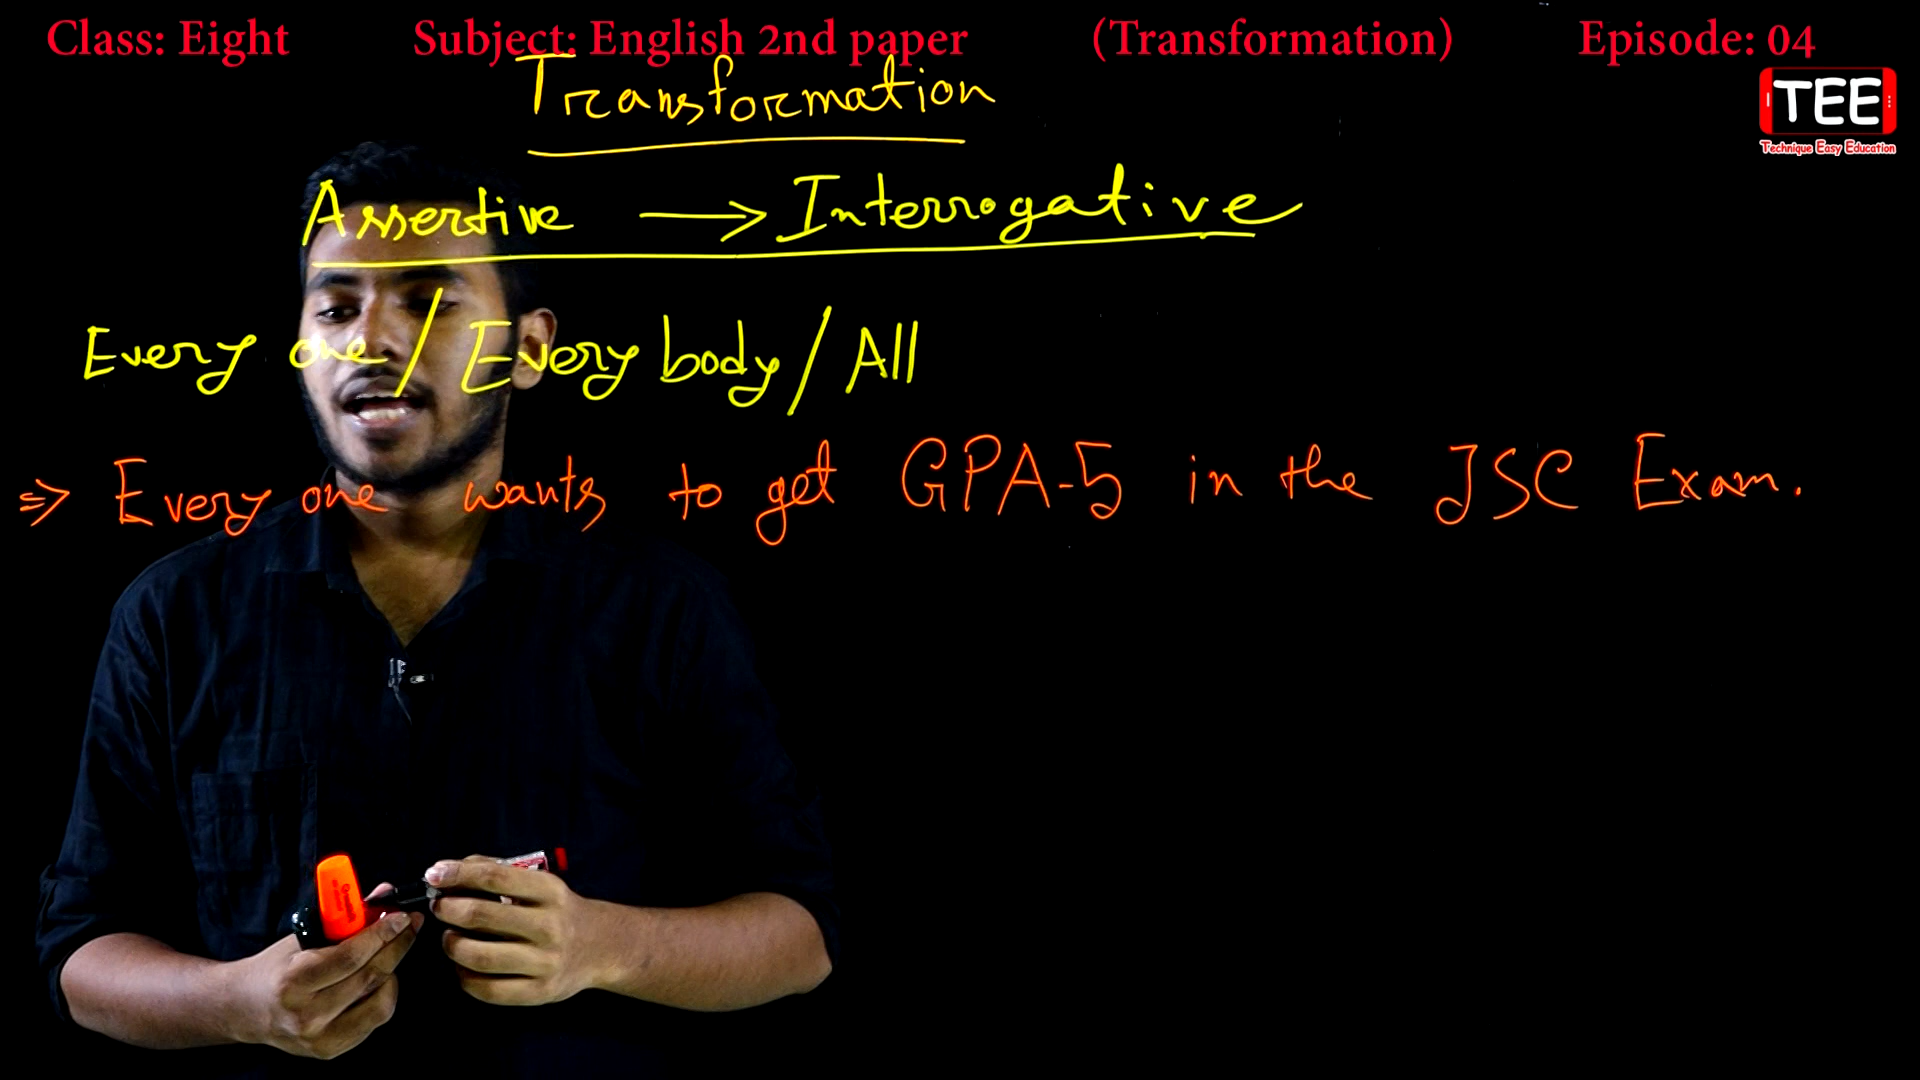 Class: Eight Subject: English 2nd paper (Transformation) Episode: 04
TEE
Technique Easy Education
Transformation
Assertive → Interrogative
Every one / Every body / All
⇒ Every one wants to get GPA-5 in the JSC Exam.